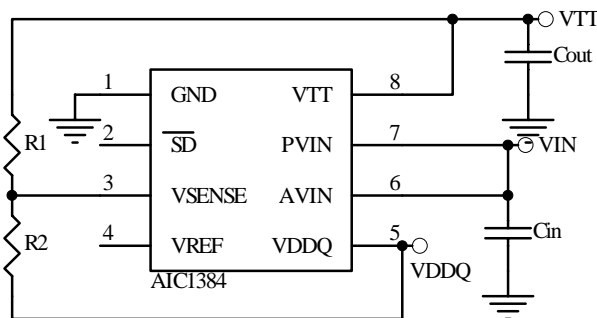 VTT
Cout
1 GND VTT 8
R1 2 SD PVIN 7 VIN
3 VSENSE AVIN 6
R2 4 VREF VDDQ 5 Cin
VDDQ
AIC1384